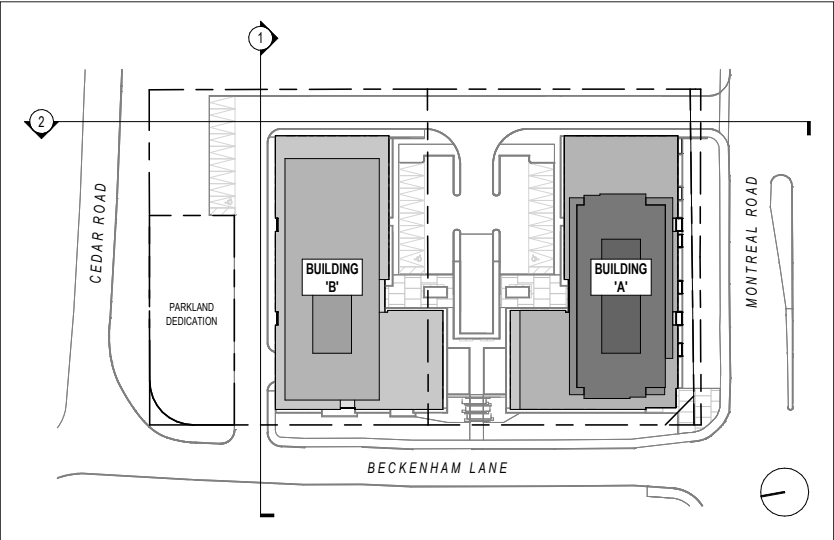 1
2
CEDAR ROAD
MONTREAL ROAD
BUILDING
'B'
BUILDING
'A'
PARKLAND
DEDICATION
BECKENHAM LANE